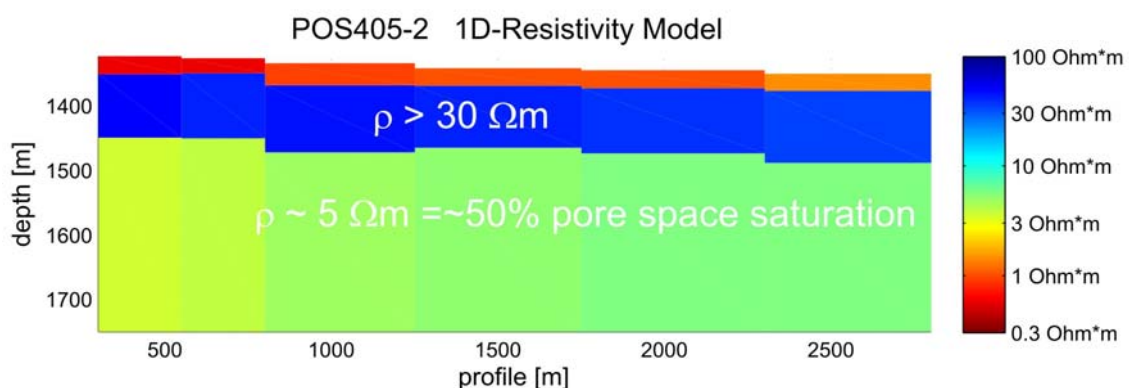 POS405-2 1D-Resistivity Model
depth [m]
1400
1500
1600
1700
ρ > 30 Ωm
ρ ~ 5 Ωm =~50% pore space saturation
500
1000
1500
2000
2500
profile [m]
100 Ohm*m
30 Ohm*m
10 Ohm*m
3 Ohm*m
1 Ohm*m
0.3 Ohm*m